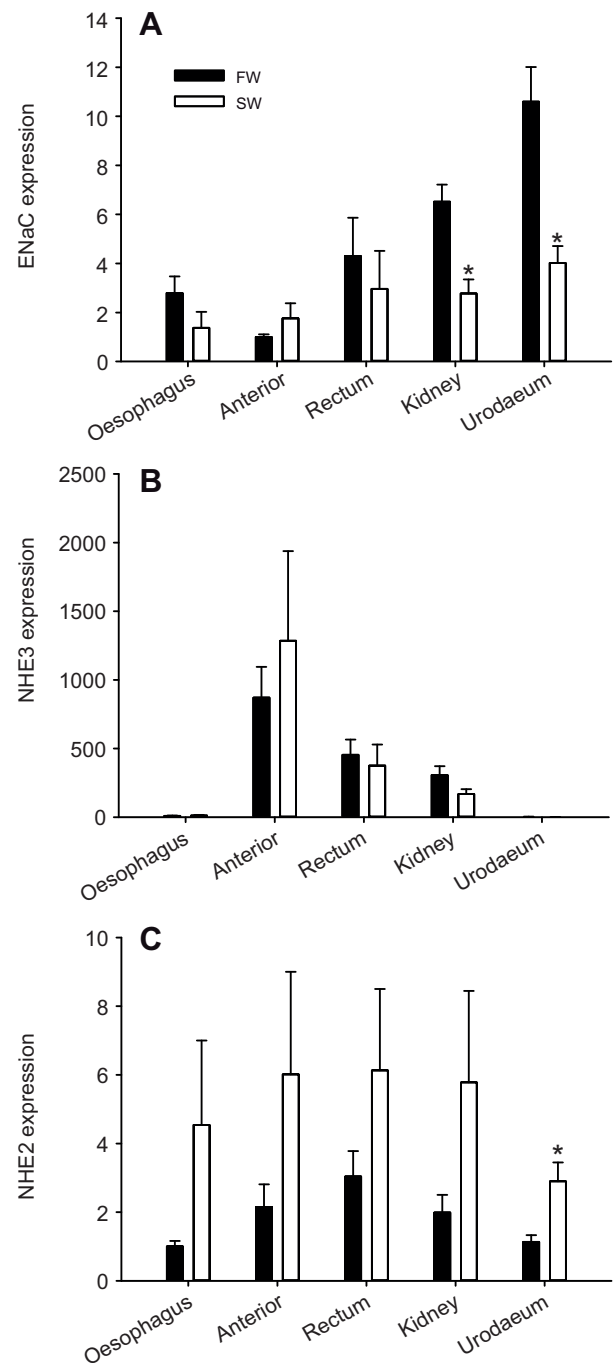 A
FW
SW
ENaC expression
14
12
10
8
6
4
2
0
*
*
Oesophagus
Anterior
Rectum
Kidney
Urodaeum
B
NHE3 expression
2500
2000
1500
1000
500
0
Oesophagus
Anterior
Rectum
Kidney
Urodaeum
C
NHE2 expression
10
8
6
4
2
0
*
Oesophagus
Anterior
Rectum
Kidney
Urodaeum